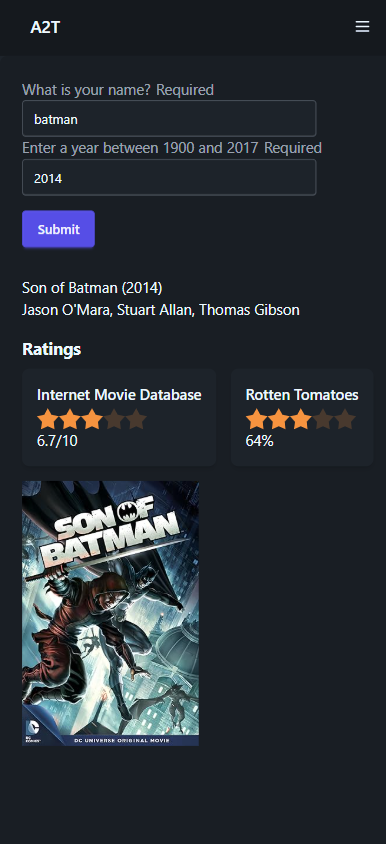 A2T
What is your name? Required
batman
Enter a year between 1900 and 2017 Required
2014
Submit
Son of Batman (2014)
Jason O'Mara, Stuart Allan, Thomas Gibson
Ratings
Internet Movie Database
6.7/10
Rotten Tomatoes
64%
SON OF
BATMAN
DC
DC UNIVERSE ORIGINAL MOVIE